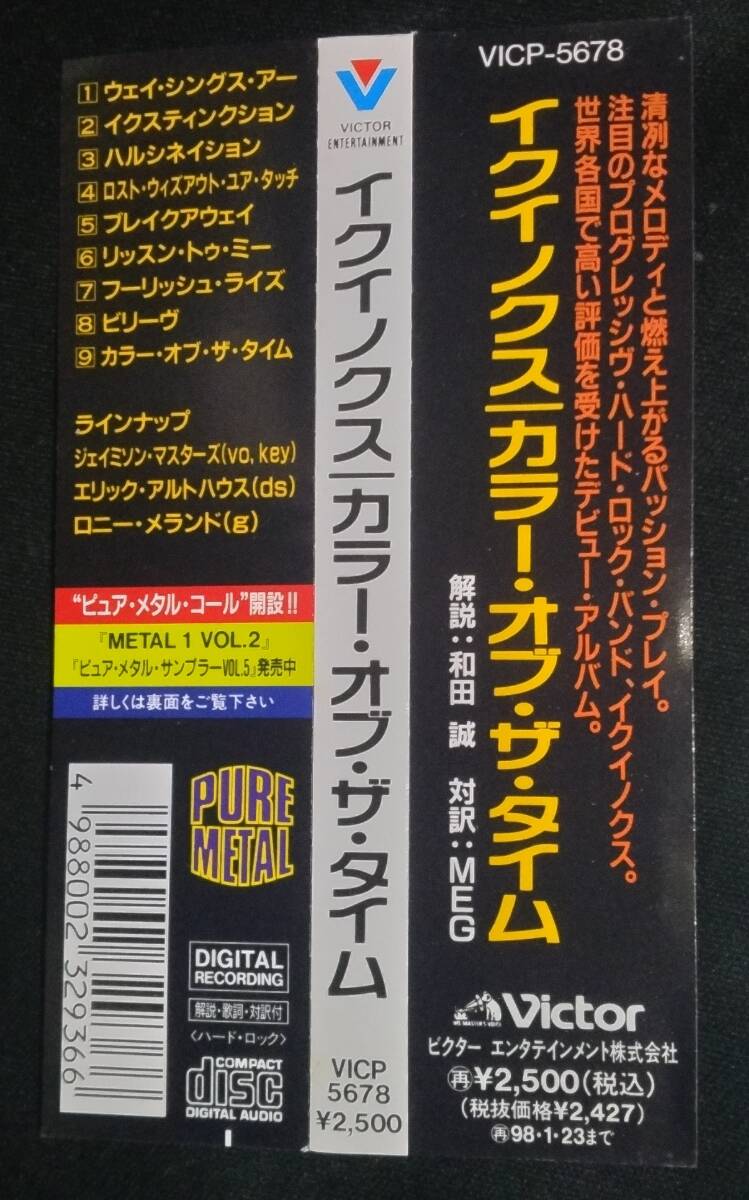 1 ウェイ・シングス・アー
2 イクスティンクション
3 ハルシネイション
4 ロスト・ウィズアウト・ユア・タッチ
5 ブレイクアウェイ
6 リッスン・トゥ・ミー
7 フーリッシュ・ライズ
8 ビリーヴ
9 カラー・オブ・ザ・タイム
ラインナップ
ジェイミソン・マスターズ(vo, key)
エリック・アルトハウス(ds)
ロニー・メランド(g)
“ピュア・メタル・コール”開設!!
『METAL 1 VOL.2』
『ピュア・メタル・サンプラーVOL.5』発売中
詳しくは裏面をご覧下さい
4 988002 329366
PURE
METAL
DIGITAL
RECORDING
解説・歌詞・対訳付
〈ハード・ロック〉
COMPACT
disc
DIGITAL AUDIO
VICTOR
ENTERTAINMENT
イクイノクス/カラー・オブ・ザ・タイム
VICP
5678
¥2,500
VICP-5678
清冽なメロディと燃え上がるパッション・プレイ。
注目のプログレッシヴ・ハード・ロック・バンド、イクイノクス。
世界各国で高い評価を受けたデビュー・アルバム。
イクイノクス/カラー・オブ・ザ・タイム
解説:和田 誠 対訳:MEG
HIS MASTER'S VOICE
Victor
ビクター エンタテインメント株式会社
再¥2,500(税込)
(税抜価格¥2,427)
再98・1・23まで